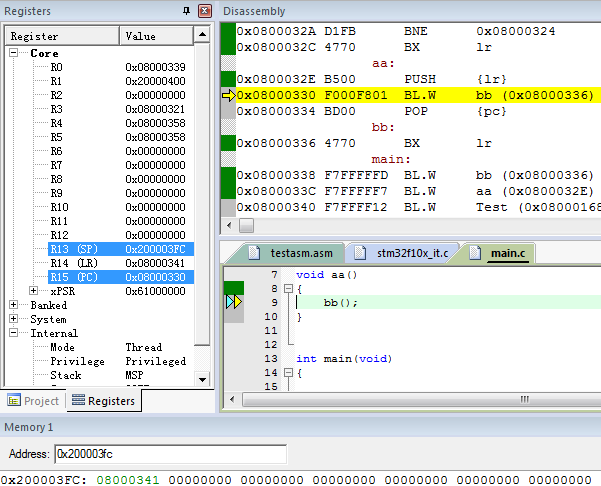 Registers
Register Value
Core
R0 0x08000339
R1 0x20000400
R2 0x00000000
R3 0x08000321
R4 0x08000358
R5 0x08000358
R6 0x00000000
R7 0x00000000
R8 0x00000000
R9 0x00000000
R10 0x00000000
R11 0x00000000
R12 0x00000000
R13 (SP) 0x200003FC
R14 (LR) 0x08000341
R15 (PC) 0x08000330
xPSR 0x61000000
Banked
System
Internal
Mode Thread
Privilege Privileged
Stack MSP
Project Registers
Disassembly
0x0800032A D1FB BNE 0x08000324
0x0800032C 4770 BX lr
aa:
0x0800032E B500 PUSH {lr}
0x08000330 F000F801 BL.W bb (0x08000336)
0x08000334 BD00 POP {pc}
bb:
0x08000336 4770 BX lr
main:
0x08000338 F7FFFFFD BL.W bb (0x08000336)
0x0800033C F7FFFFF7 BL.W aa (0x0800032E)
0x08000340 F7FFFF12 BL.W Test (0x08000168
testasm.asm stm32f10x_it.c main.c
7 void aa()
8 {
9 bb();
10 }
11
12
13 int main(void)
14 {
15
Memory 1
Address: 0x200003fc
0x200003FC: 08000341 00000000 00000000 00000000 00000000 00000000 00000000